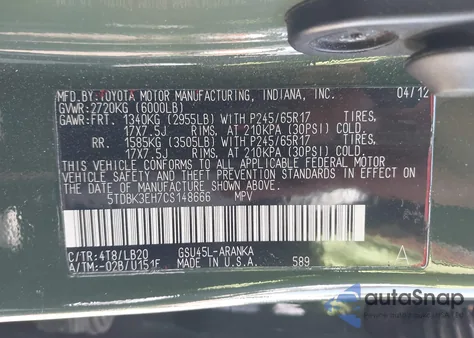 MFD.BY:TOYOTA MOTOR MANUFACTURING, INDIANA, INC. 04/12
GVWR:2720KG (6000LB)
GAWR:FRT. 1340KG (2955LB) WITH P245/65R17 TIRES,
17X7.5J RIMS, AT 210KPA (30PSI) COLD.
RR. 1585KG (3505LB) WITH P245/65R17 TIRES,
17X7.5J RIMS, AT 210KPA (30PSI) COLD.
THIS VEHICLE CONFORMS TO ALL APPLICABLE FEDERAL MOTOR
VEHICLE SAFETY AND THEFT PREVENTION STANDARDS IN EFFECT ON THE
DATE OF MANUFACTURE SHOWN ABOVE.
5TDBK3EH7CS148666 MPV
C/TR:4T8/LB20 GSU45L-ARANKA A
A/TM:-02B/U151F MADE IN U.S.A. 589
autoSnap